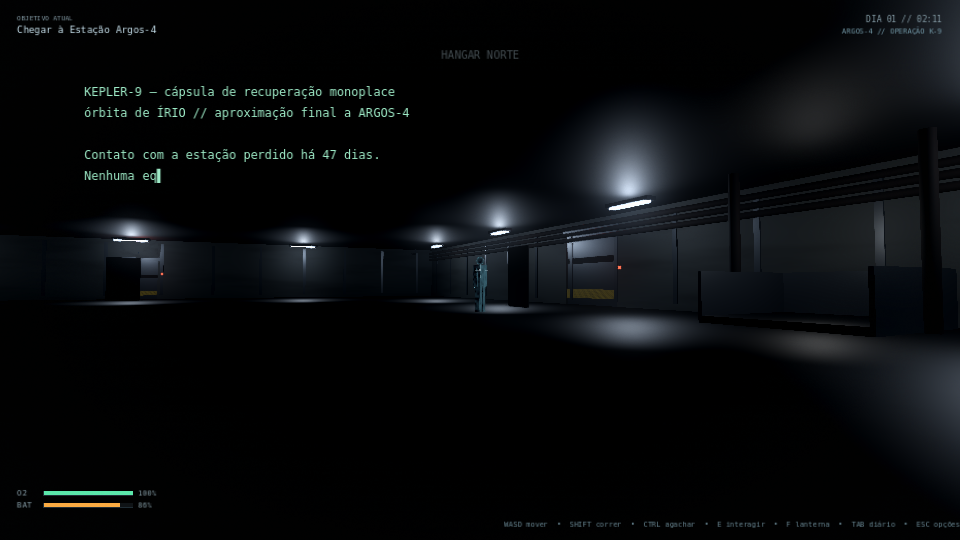 OBJETIVO ATUAL
Chegar à Estação Argos-4
DIA 01 // 02:11
ARGOS-4 // OPERAÇÃO K-9
HANGAR NORTE
KEPLER-9 — cápsula de recuperação monoplace
órbita de ÍRIO // aproximação final a ARGOS-4
Contato com a estação perdido há 47 dias.
Nenhuma eq
O2 100%
BAT 86%
WASD mover • SHIFT correr • CTRL agachar • E interagir • F lanterna • TAB diário • ESC opções